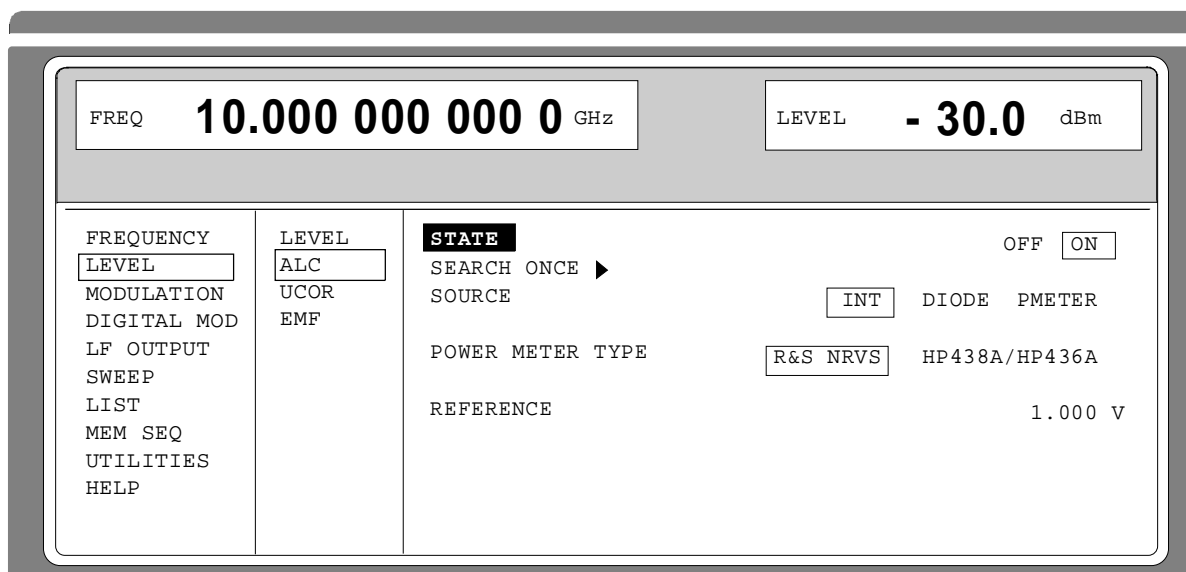 FREQ 10.000 000 000 0 GHz LEVEL - 30.0 dBm
FREQUENCY
LEVEL
MODULATION
DIGITAL MOD
LF OUTPUT
SWEEP
LIST
MEM SEQ
UTILITIES
HELP
LEVEL
ALC
UCOR
EMF
STATE OFF ON
SEARCH ONCE
SOURCE INT DIODE PMETER
POWER METER TYPE R&S NRVS HP438A/HP436A
REFERENCE 1.000 V